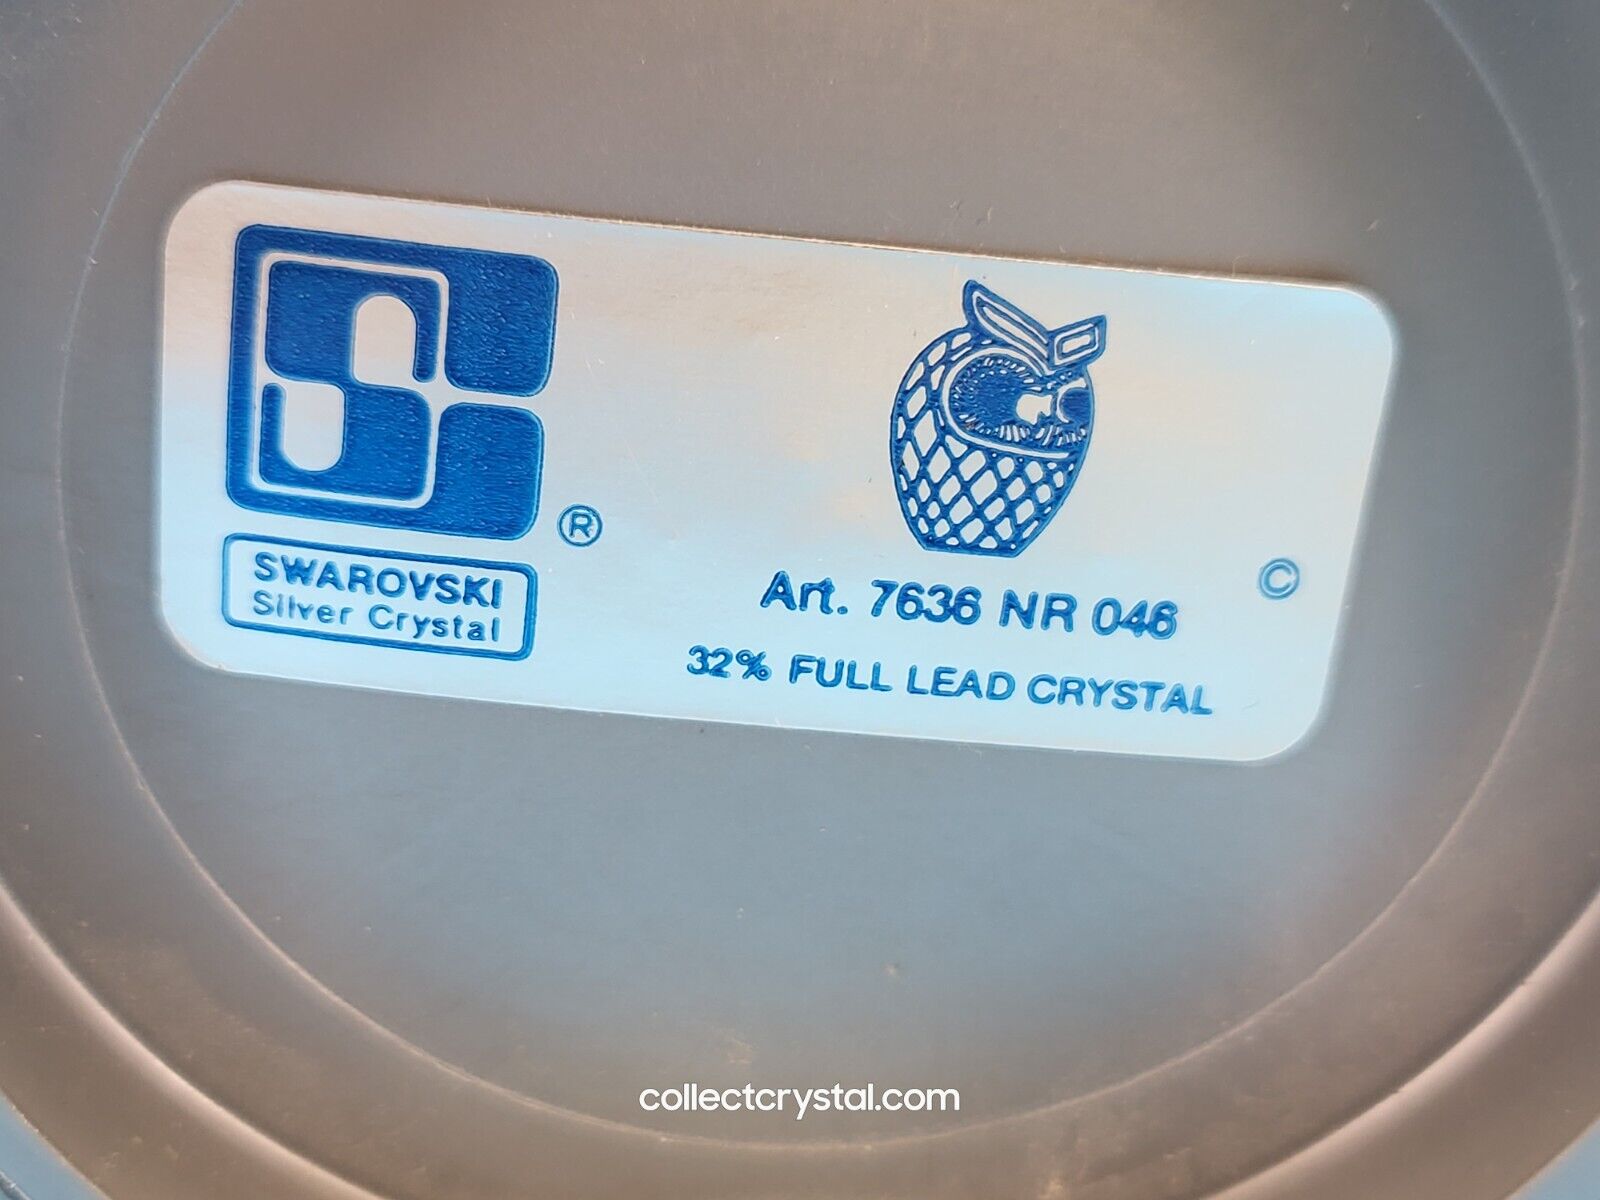 SWAROVSKI
Silver Crystal
®
Art. 7636 NR 046
©
32% FULL LEAD CRYSTAL
collectcrystal.com